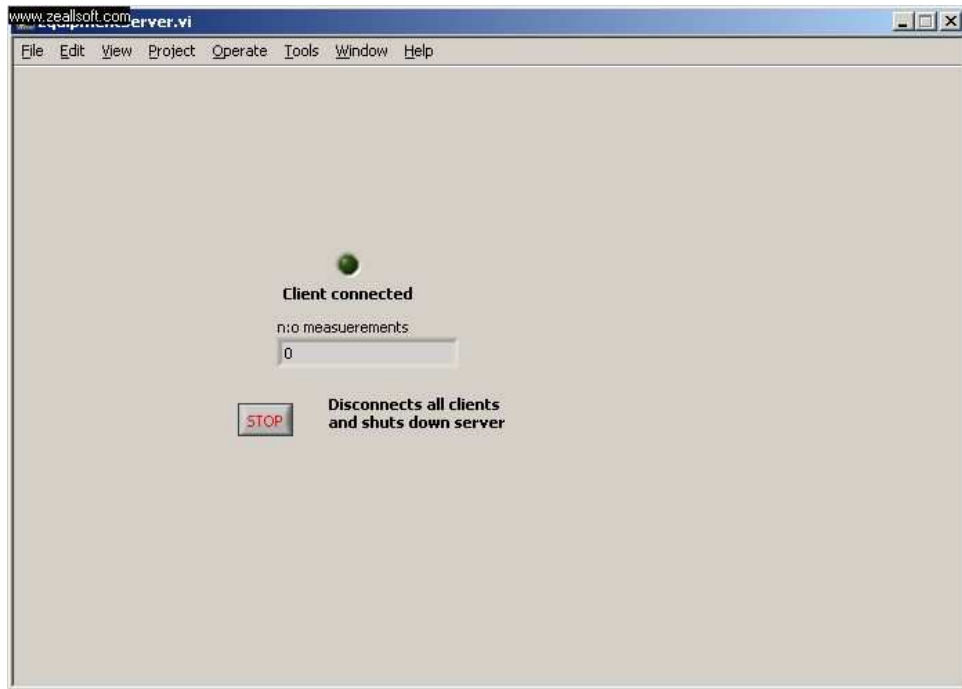 www.zeallsoft.com
EquipmentServer.vi
File Edit View Project Operate Tools Window Help
Client connected
n:o measuerements
0
STOP
Disconnects all clients
and shuts down server